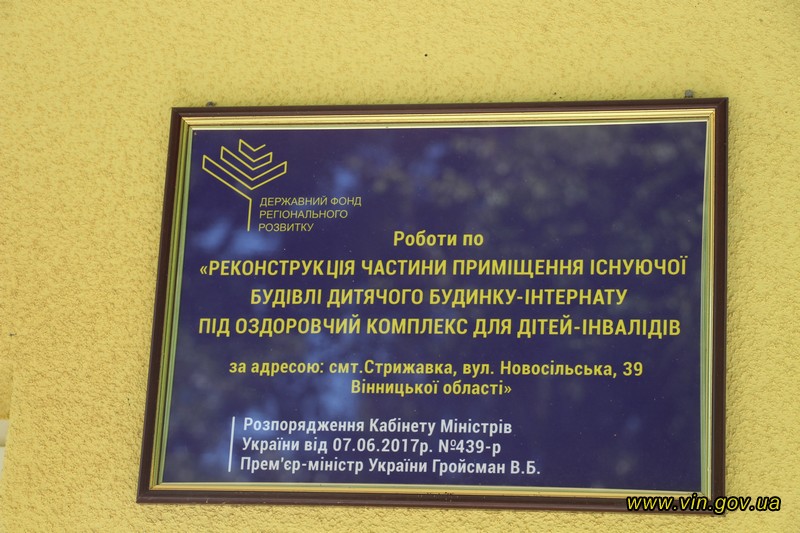 ДЕРЖАВНИЙ ФОНД
РЕГІОНАЛЬНОГО
РОЗВИТКУ
Роботи по
«РЕКОНСТРУКЦІЯ ЧАСТИНИ ПРИМІЩЕННЯ ІСНУЮЧОЇ
БУДІВЛІ ДИТЯЧОГО БУДИНКУ-ІНТЕРНАТУ
ПІД ОЗДОРОВЧИЙ КОМПЛЕКС ДЛЯ ДІТЕЙ-ІНВАЛІДІВ
за адресою: смт.Стрижавка, вул. Новосільська, 39
Вінницької області»
Розпорядження Кабінету Міністрів
України від 07.06.2017р. №439-р
Прем'єр-міністр України Гройсман В.Б.
www.vin.gov.ua